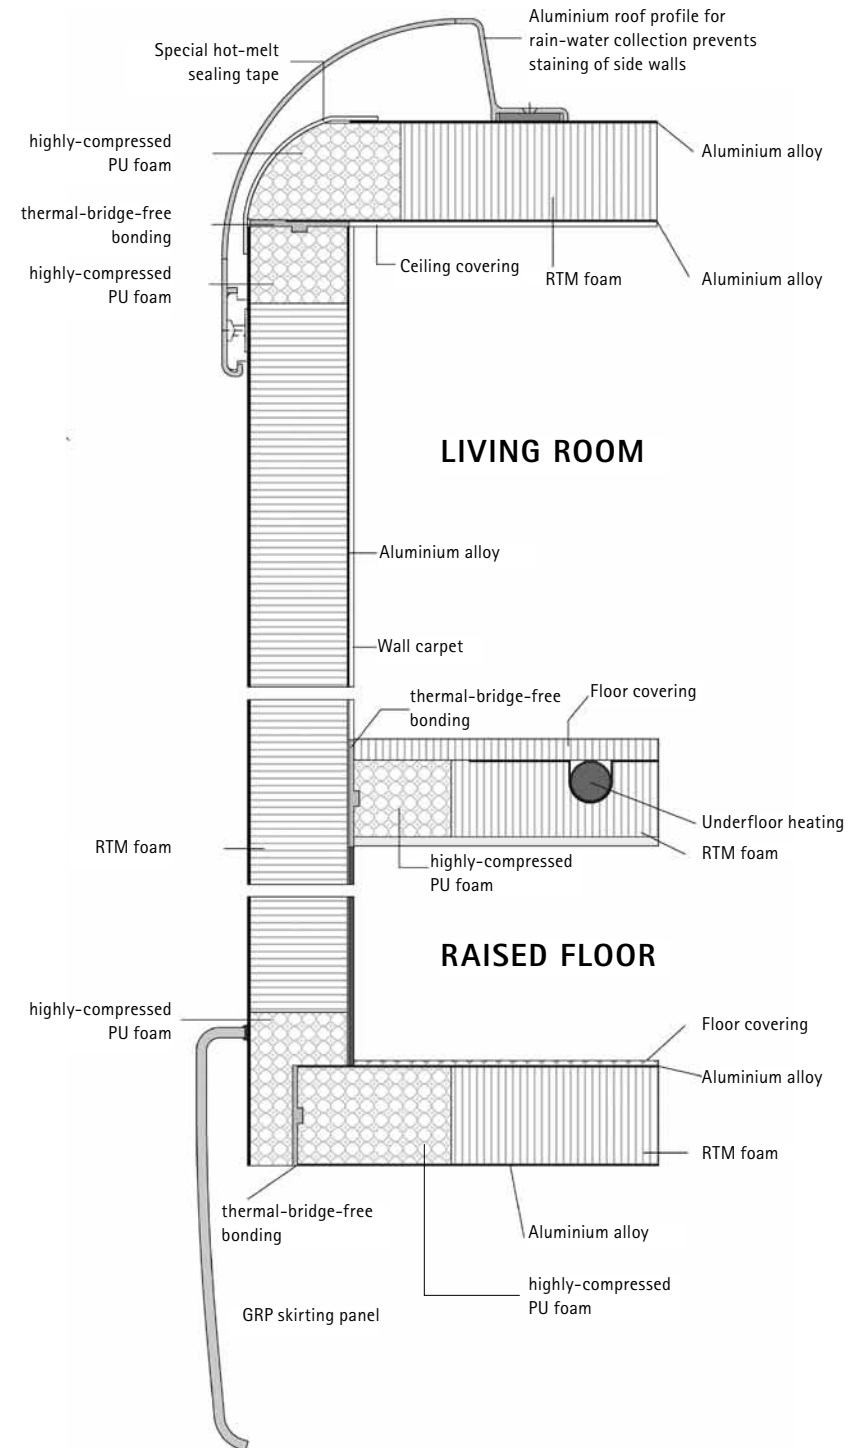 Aluminium roof profile for
rain-water collection prevents
staining of side walls
Special hot-melt
sealing tape
highly-compressed
PU foam
Aluminium alloy
thermal-bridge-free
bonding
highly-compressed
PU foam
Ceiling covering
RTM foam
Aluminium alloy
LIVING ROOM
Aluminium alloy
Wall carpet
thermal-bridge-free
bonding
Floor covering
Underfloor heating
RTM foam
RTM foam
highly-compressed
PU foam
RAISED FLOOR
highly-compressed
PU foam
Floor covering
Aluminium alloy
RTM foam
thermal-bridge-free
bonding
Aluminium alloy
highly-compressed
PU foam
GRP skirting panel